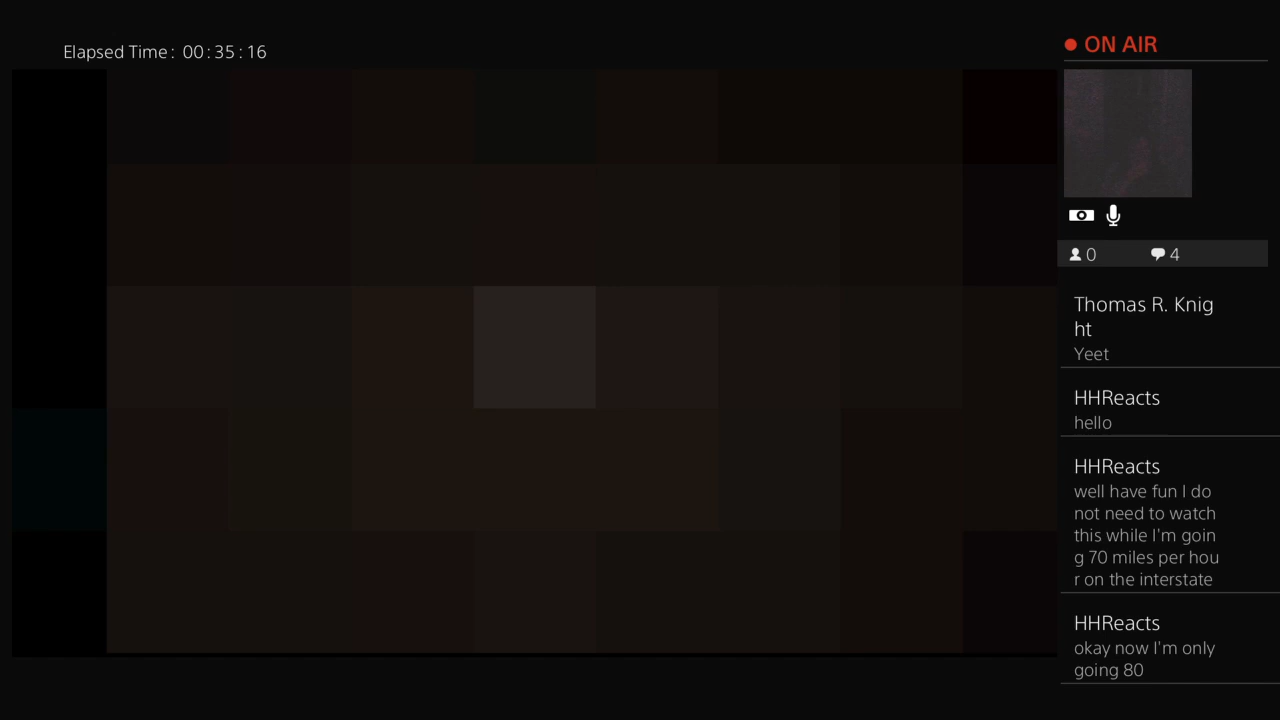 Elapsed Time: 00:35:16
ON AIR
0
4
Thomas R. Knig
ht
Yeet
HHReacts
hello
HHReacts
well have fun I do
not need to watch
this while I'm goin
g 70 miles per hou
r on the interstate
HHReacts
okay now I'm only
going 80